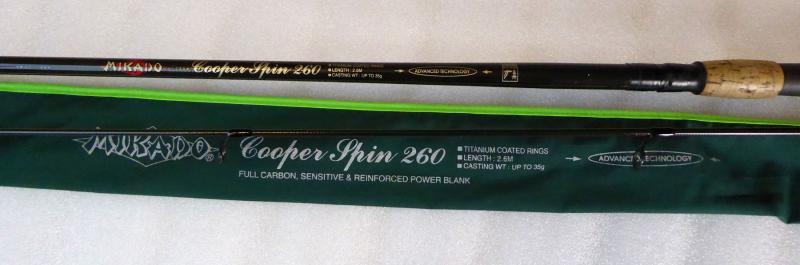 MIKADO Cooper Spin 260
LENGTH: 2.6M
CASTING WT: UP TO 35g
ADVANCED TECHNOLOGY
MIKADO® Cooper Spin 260
TITANIUM COATED RINGS
LENGTH: 2.6M
CASTING WT: UP TO 35g
ADVANCED TECHNOLOGY
FULL CARBON, SENSITIVE & REINFORCED POWER BLANK